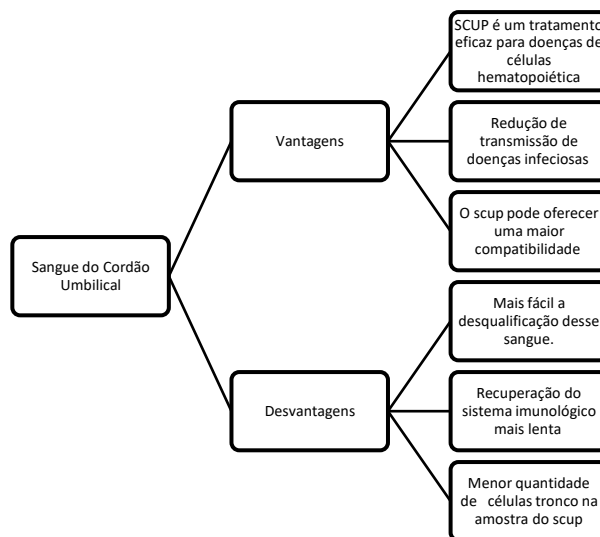 Sangue do Cordão
Umbilical
Vantagens
SCUP é um tratamento
eficaz para doenças de
células
hematopoiética
Redução de
transmissão de
doenças infeciosas
O scup pode oferecer
uma maior
compatibilidade
Desvantagens
Mais fácil a
desqualificação desse
sangue.
Recuperação do
sistema imunológico
mais lenta
Menor quantidade
de células tronco na
amostra do scup